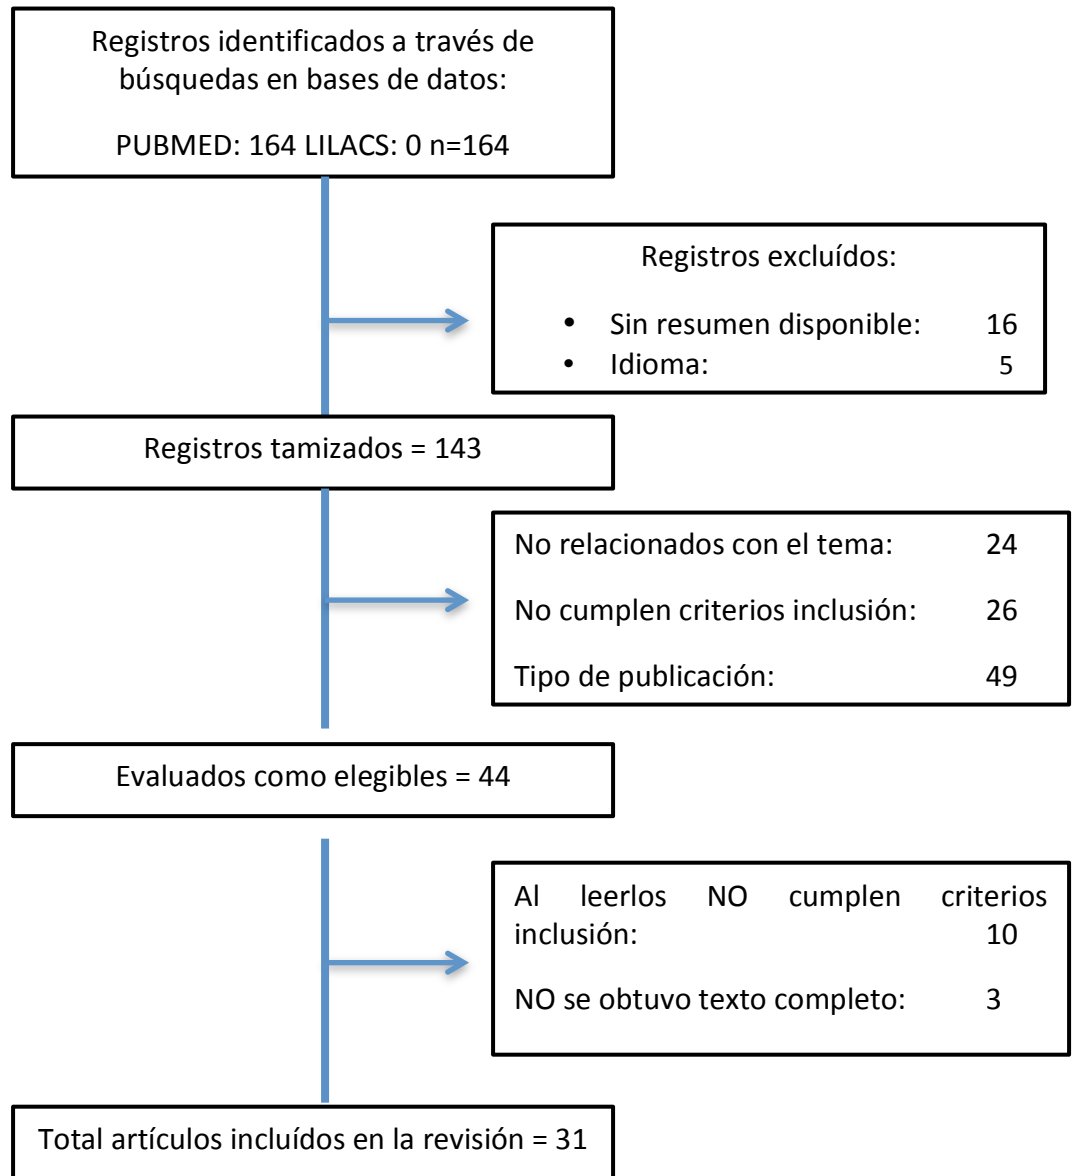 Registros identificados a través de
búsquedas en bases de datos:
PUBMED: 164 LILACS: 0 n=164
Registros excluídos:
• Sin resumen disponible: 16
• Idioma: 5
Registros tamizados = 143
No relacionados con el tema: 24
No cumplen criterios inclusión: 26
Tipo de publicación: 49
Evaluados como elegibles = 44
Al leerlos NO cumplen criterios
inclusión: 10
NO se obtuvo texto completo: 3
Total artículos incluídos en la revisión = 31